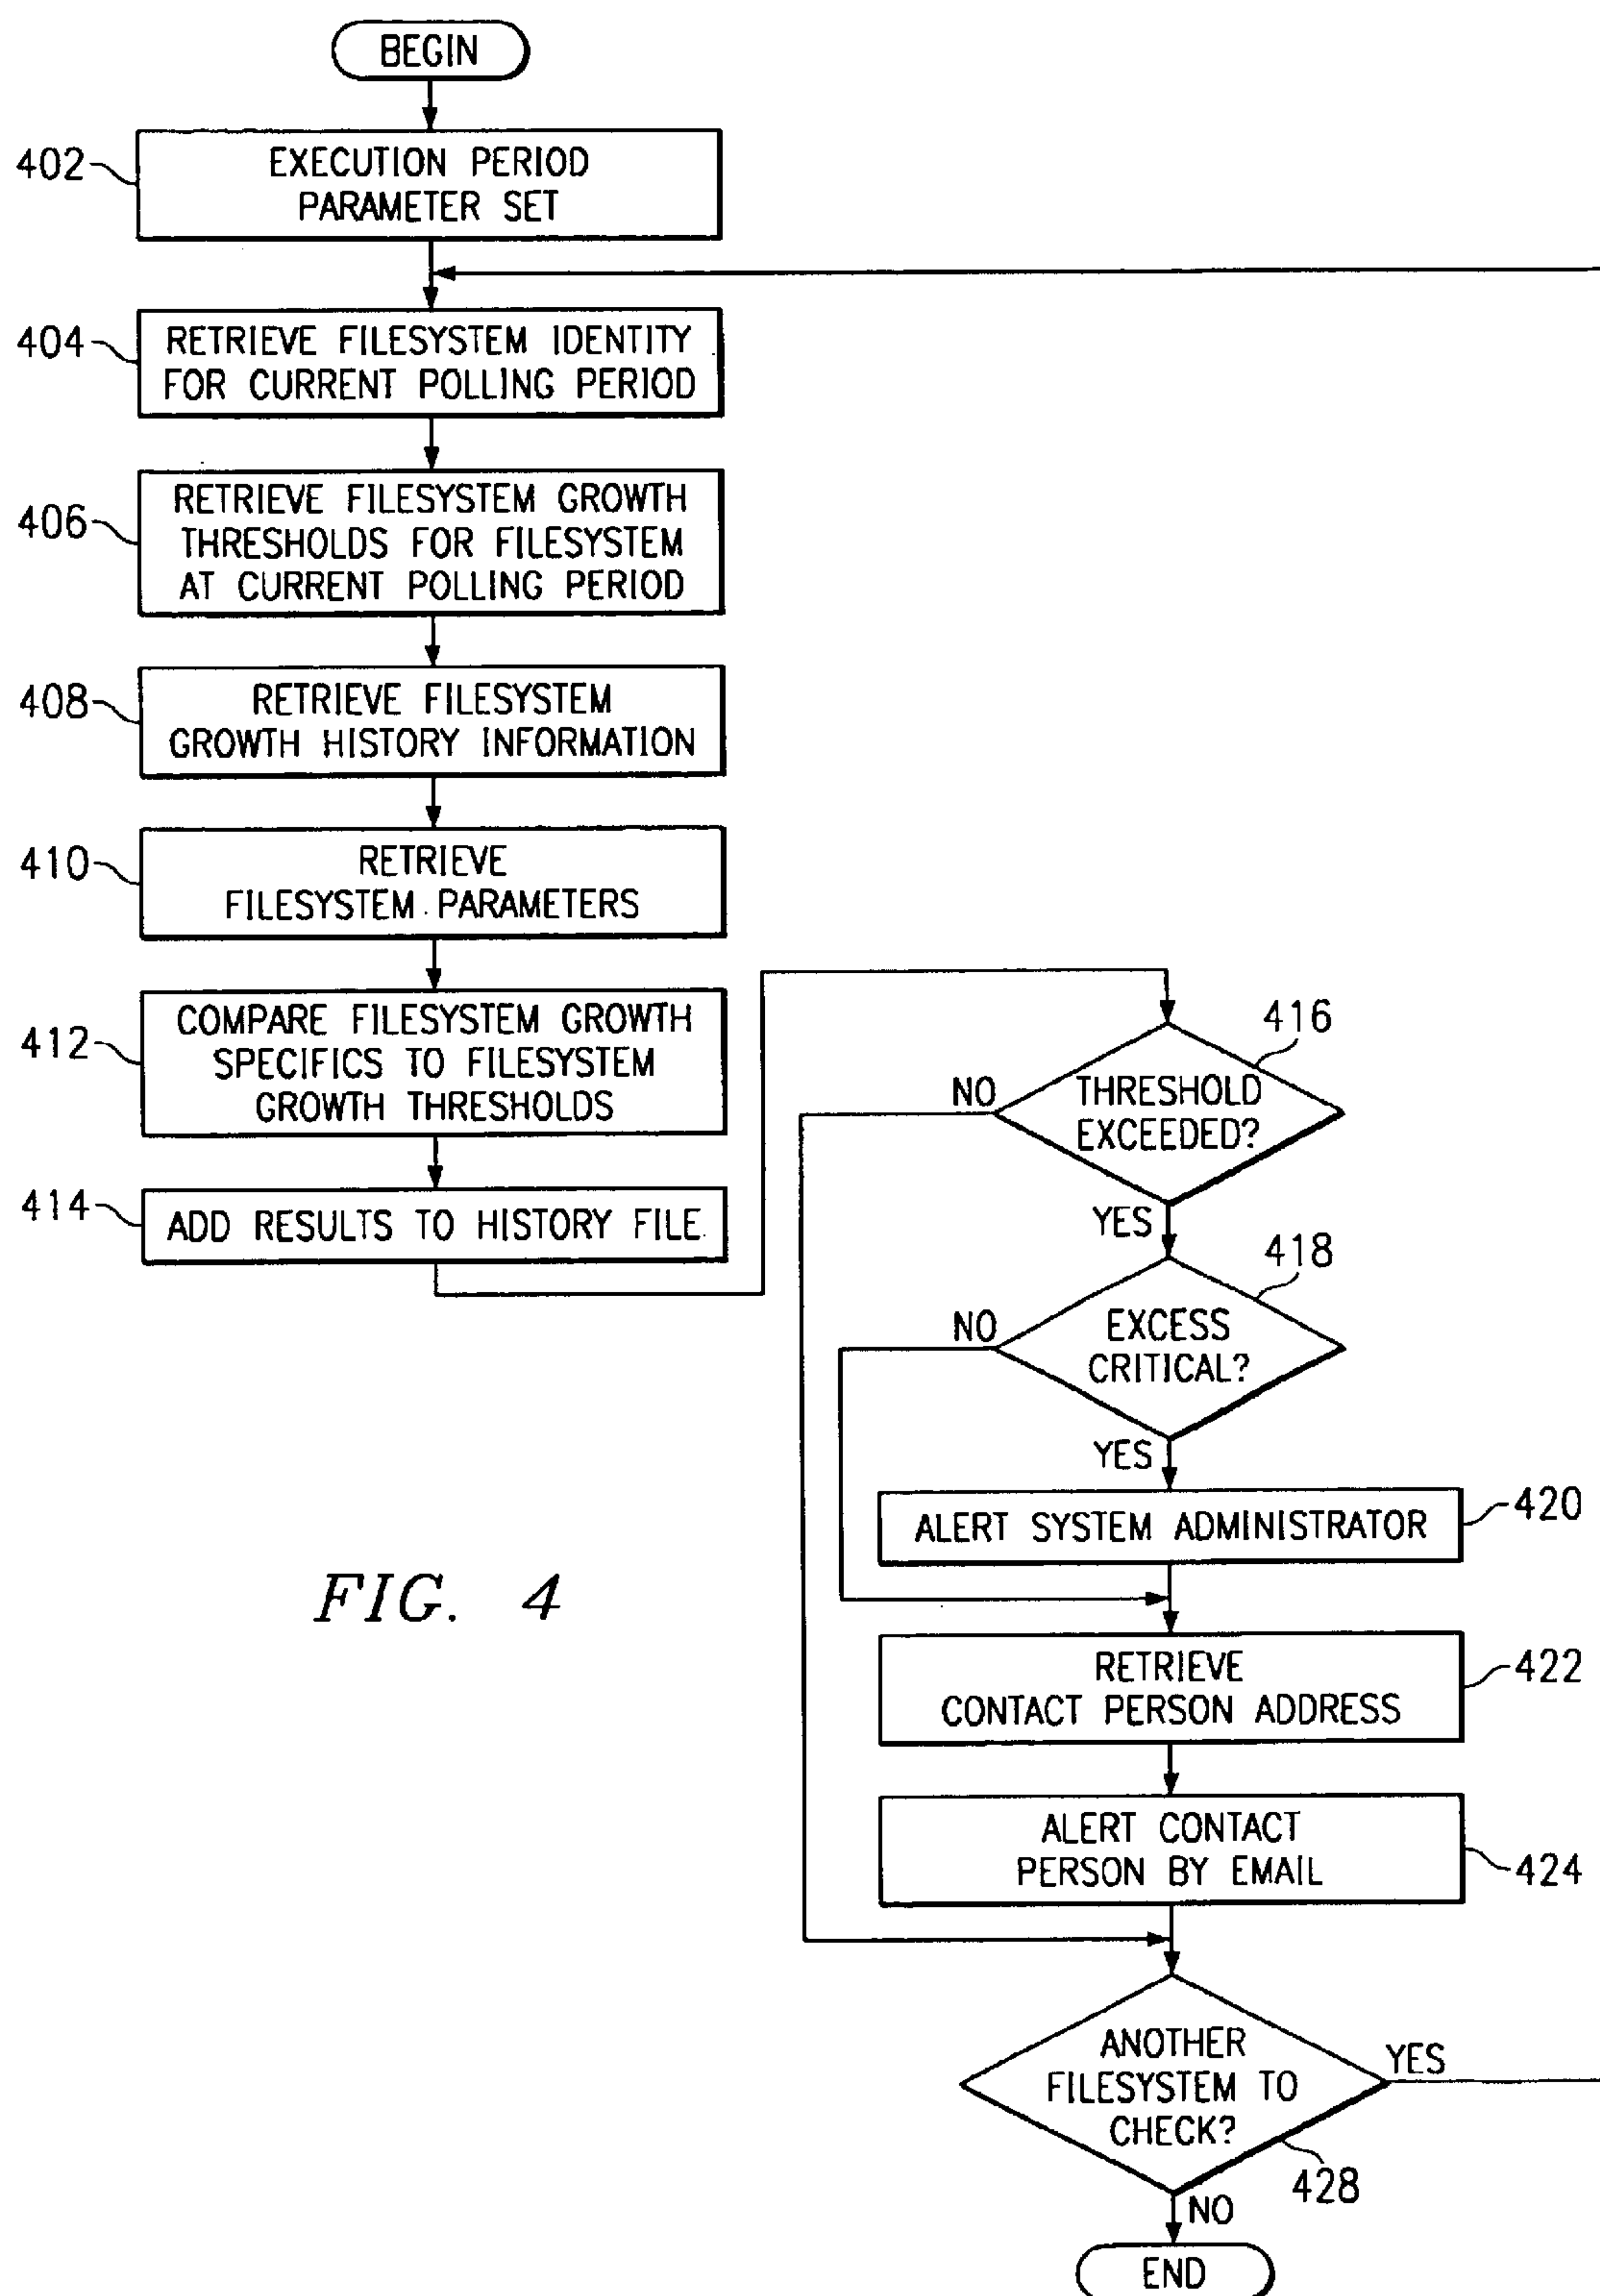 BEGIN
402
EXECUTION PERIOD
PARAMETER SET
404
RETRIEVE FILESYSTEM IDENTITY
FOR CURRENT POLLING PERIOD
406
RETRIEVE FILESYSTEM GROWTH
THRESHOLDS FOR FILESYSTEM
AT CURRENT POLLING PERIOD
408
RETRIEVE FILESYSTEM
GROWTH HISTORY INFORMATION
410
RETRIEVE
FILESYSTEM PARAMETERS
412
COMPARE FILESYSTEM GROWTH
SPECIFICS TO FILESYSTEM
GROWTH THRESHOLDS
414
ADD RESULTS TO HISTORY FILE
416
THRESHOLD
EXCEEDED?
NO
YES
418
EXCESS
CRITICAL?
NO
YES
420
ALERT SYSTEM ADMINISTRATOR
422
RETRIEVE
CONTACT PERSON ADDRESS
424
ALERT CONTACT
PERSON BY EMAIL
ANOTHER
FILESYSTEM TO
CHECK?
YES
428
NO
END
FIG. 4